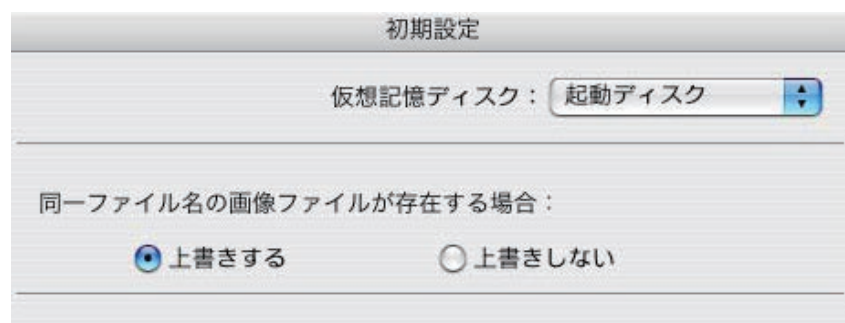 初期設定
仮想記憶ディスク： 起動ディスク
同一ファイル名の画像ファイルが存在する場合：
上書きする 上書きしない